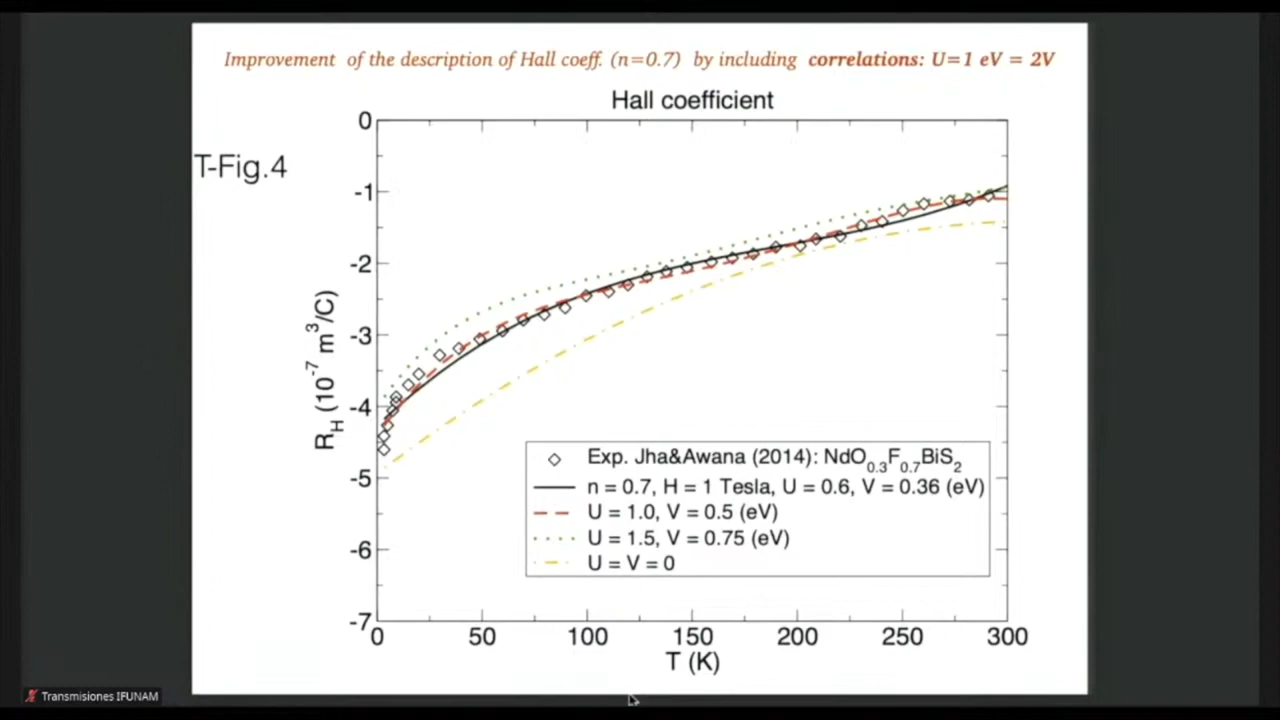 Improvement of the description of Hall coeff. (n=0.7) by including correlations: U=1 eV = 2V
Hall coefficient
T-Fig.4
0
-1
-2
-3
-4
-5
-6
-7
R_H (10^-7 m^3/C)
Exp. Jha&Awana (2014): NdO_0.3F_0.7BiS_2
n = 0.7, H = 1 Tesla, U = 0.6, V = 0.36 (eV)
U = 1.0, V = 0.5 (eV)
U = 1.5, V = 0.75 (eV)
U = V = 0
0 50 100 150 200 250 300
T (K)
Transmisiones IFUNAM